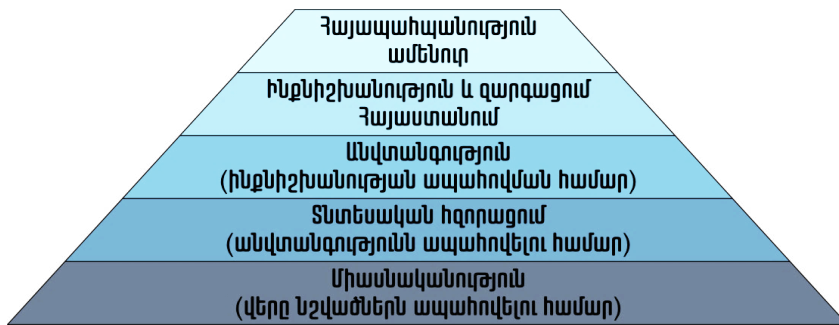 Հայապահպանություն
ամենուր
Ինքնիշխանություն և զարգացում
Հայաստանում
Անվտանգություն
(ինքնիշխանության ապահովման համար)
Տնտեսական հզորացում
(անվտանգությունն ապահովելու համար)
Միասնականություն
(վերը նշվածներն ապահովելու համար)